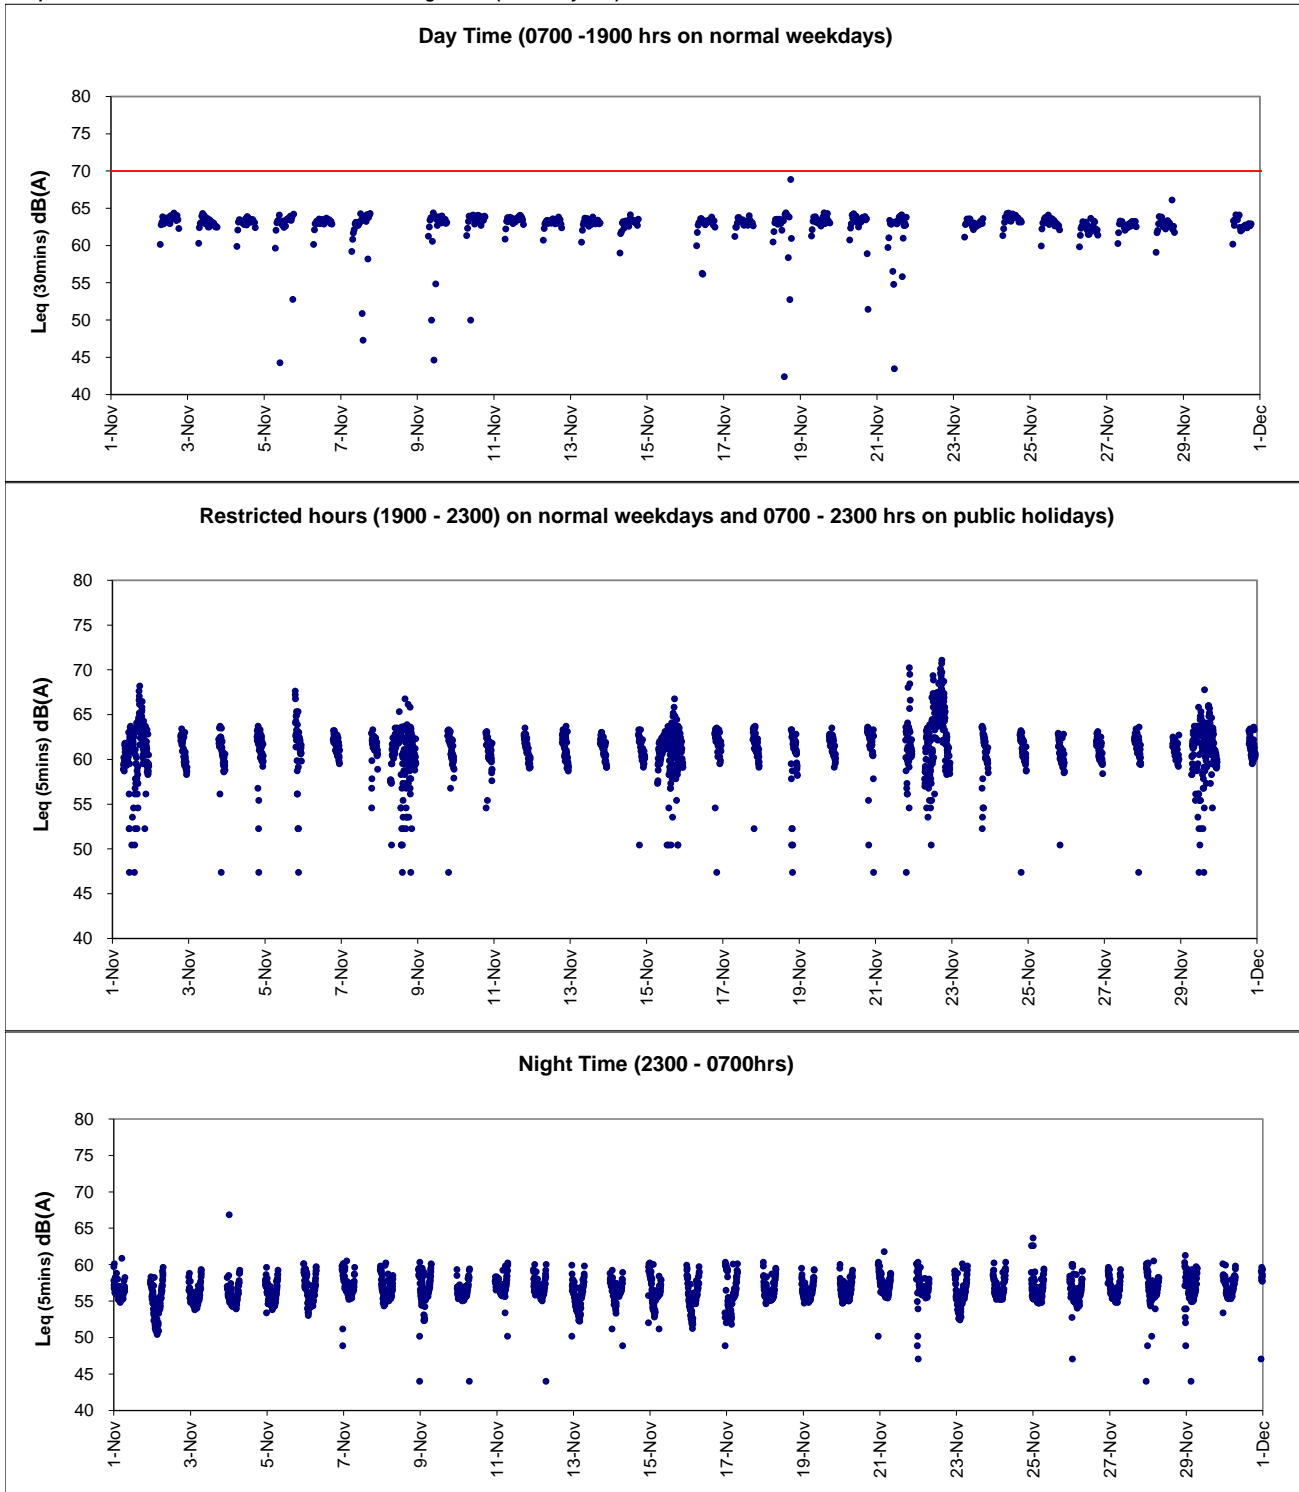 Day Time (0700 -1900 hrs on normal weekdays)
Leq (30mins) dB(A)
80
75
70
65
60
55
50
45
40
1-Nov
3-Nov
5-Nov
7-Nov
9-Nov
11-Nov
13-Nov
15-Nov
17-Nov
19-Nov
21-Nov
23-Nov
25-Nov
27-Nov
29-Nov
1-Dec
Restricted hours (1900 - 2300) on normal weekdays and 0700 - 2300 hrs on public holidays)
Leq (5mins) dB(A)
80
75
70
65
60
55
50
45
40
1-Nov
3-Nov
5-Nov
7-Nov
9-Nov
11-Nov
13-Nov
15-Nov
17-Nov
19-Nov
21-Nov
23-Nov
25-Nov
27-Nov
29-Nov
1-Dec
Night Time (2300 - 0700hrs)
Leq (5mins) dB(A)
80
75
70
65
60
55
50
45
40
1-Nov
3-Nov
5-Nov
7-Nov
9-Nov
11-Nov
13-Nov
15-Nov
17-Nov
19-Nov
21-Nov
23-Nov
25-Nov
27-Nov
29-Nov
1-Dec